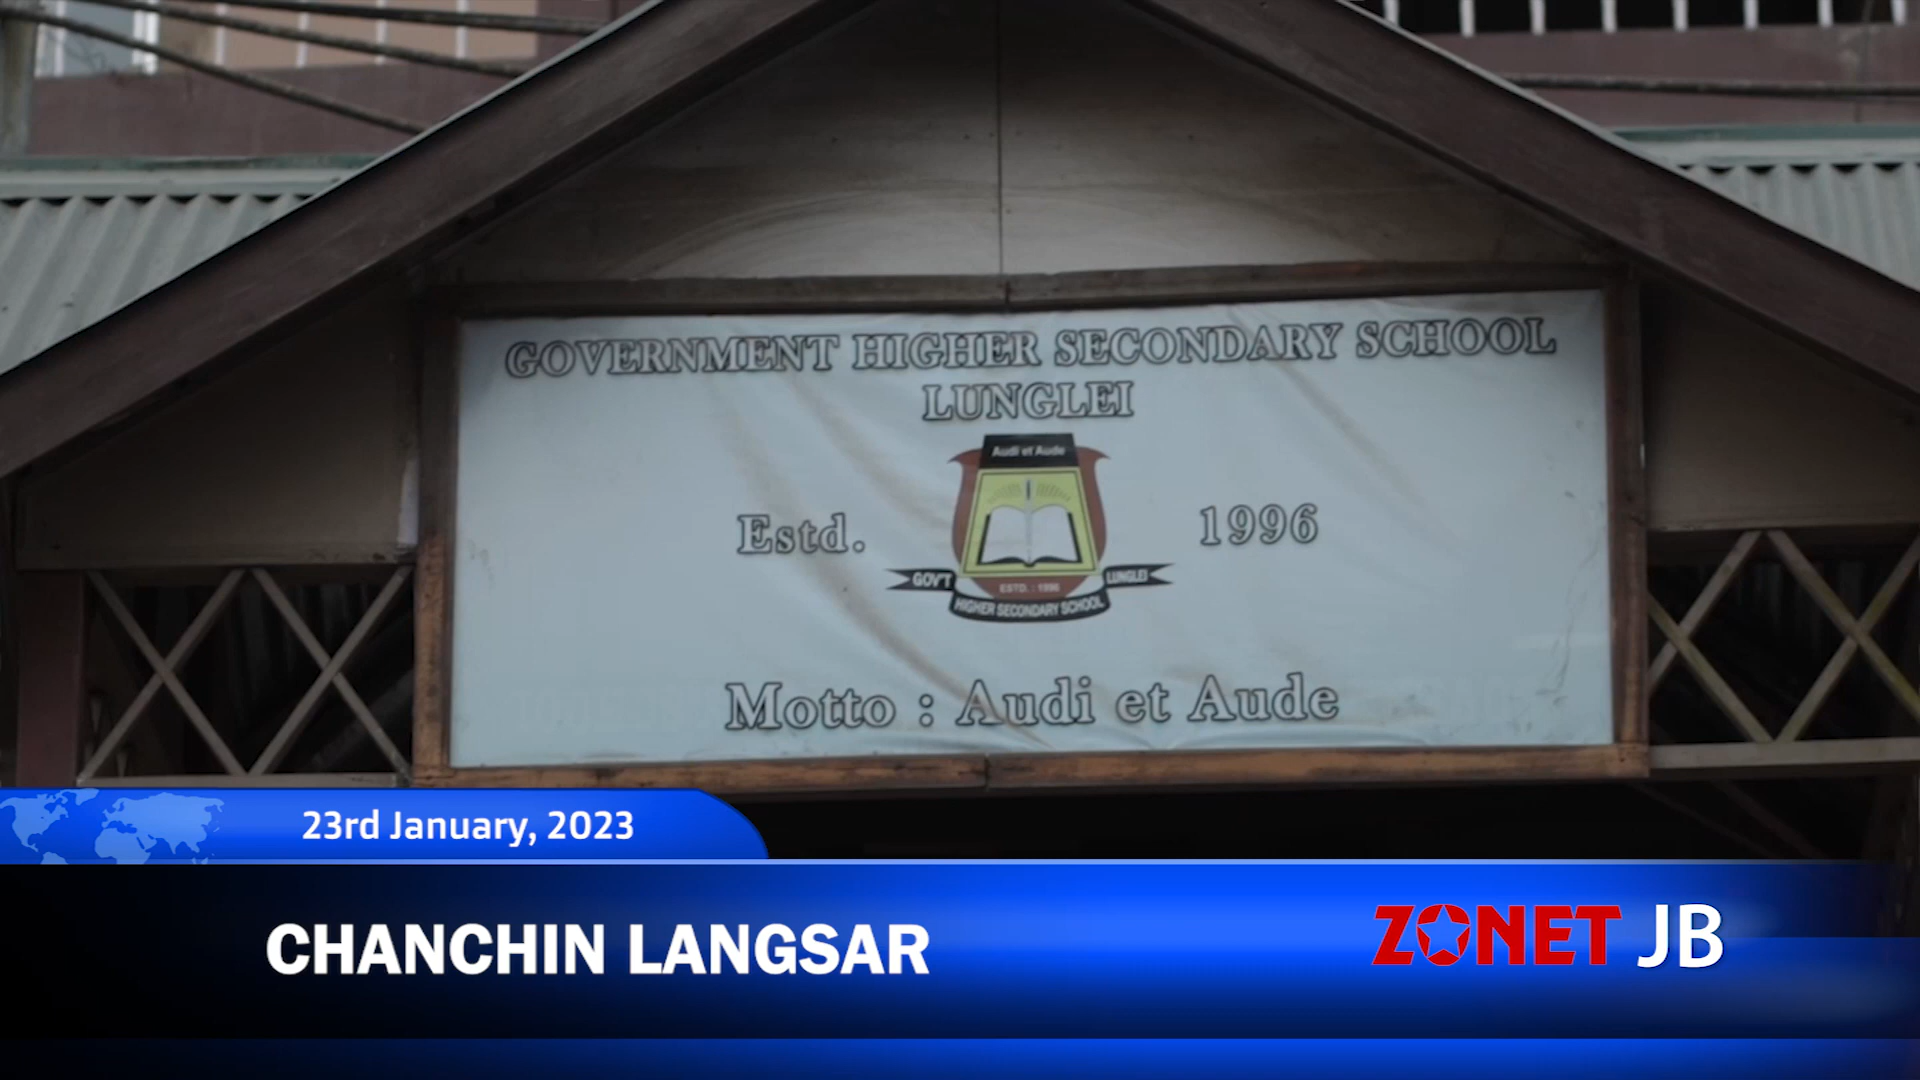 GOVERNMENT HIGHER SECONDARY SCHOOL
LUNGLEI
Audi et Aude
Estd. 1996
GOV'T LUNGLEI
ESTD. : 1996
HIGHER SECONDARY SCHOOL
Motto : Audi et Aude
23rd January, 2023
CHANCHIN LANGSAR
ZONET JB